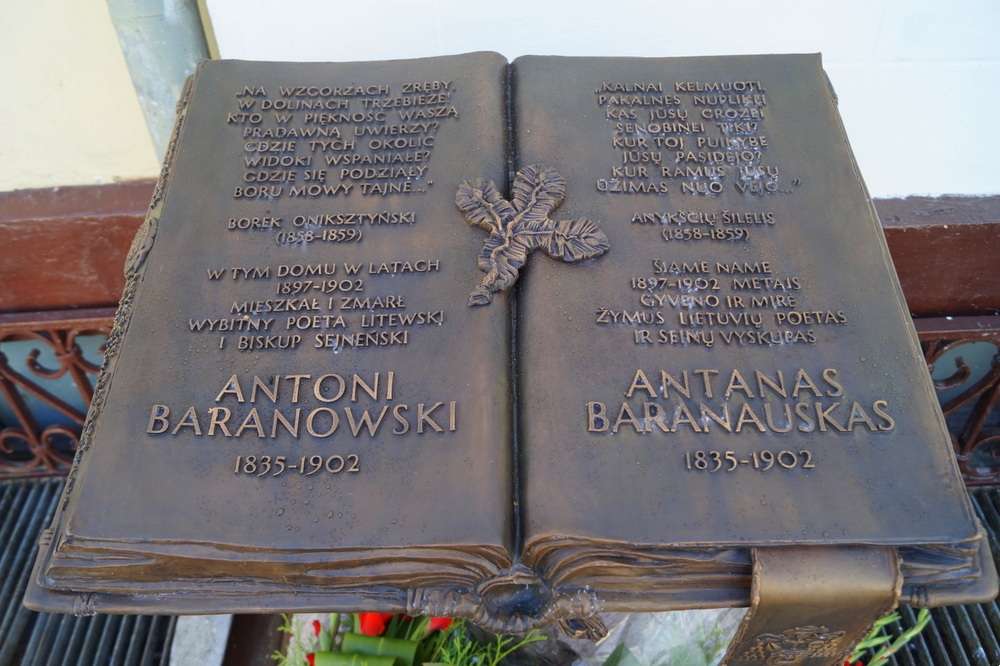 „NA WZGÓRZACH ZRĘBY,
W DOLINACH TRZEBIEŻE!
KTO W PIĘKNOŚĆ WASZĄ
PRADAWNĄ UWIERZY?
GDZIE TYCH OKOLIC
WIDOKI WSPANIAŁE?
GDZIE SIĘ PODZIAŁY
BORU MOWY TAJNE..."
BOREK ONIKSZTYŃSKI
(1858-1859)
W TYM DOMU W LATACH
1897-1902
MIESZKAŁ I ZMARŁ
WYBITNY POETA LITEWSKI
I BISKUP SEJNEŃSKI
ANTONI
BARANOWSKI
1835-1902
„KALNAI KELMUOTI,
PAKALNĖS NUPLIKĘ!
KAS JŪSŲ GROŽEI
SENOBINEI TIKI?
KUR TOJ PUIKYBĖ
JŪSŲ PASIDĖJO?
KUR RAMUS JŪSŲ
ŪŽIMAS NUO VĖJO..."
ANYKŠČIŲ ŠILELIS
(1858-1859)
ŠIAME NAME
1897-1902 METAIS
GYVENO IR MIRĖ
ŽYMUS LIETUVIŲ POETAS
IR SEINŲ VYSKUPAS
ANTANAS
BARANAUSKAS
1835-1902